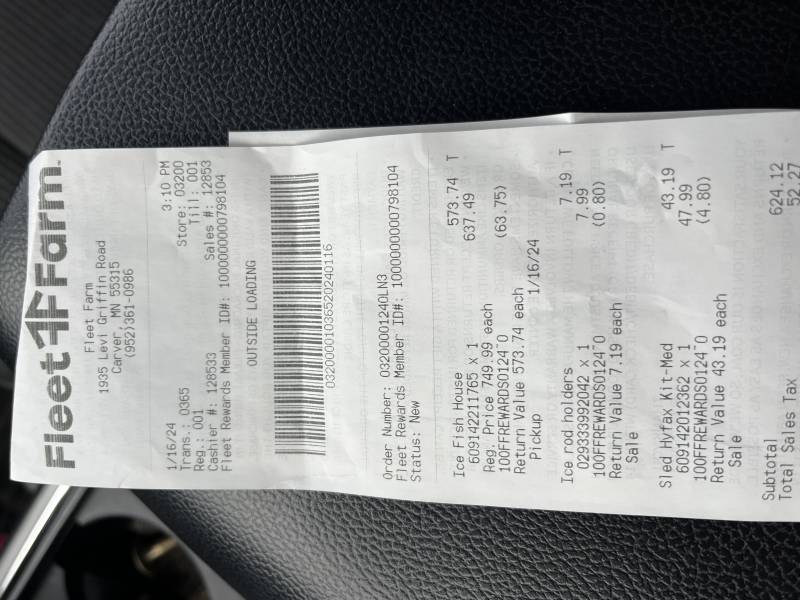 Fleet Farm
Fleet Farm
1935 Levi Griffin Road
Carver, MN 55315
(952)361-0986
1/16/24 3:10 PM
Trans.: 0365 Store: 03200
Reg.: 001 Till: 001
Cashier #: 128533 Sales #: 12853
Fleet Rewards Member ID#: 10000000000798104
OUTSIDE LOADING
03200001036520240116
Order Number: 03200001240LN3
Fleet Rewards Member ID#: 10000000000798104
Status: New
Ice Fish House 573.74 T
609142211765 x 1 637.49
Reg. Price 749.99 each
100FFREWARDS0124-0 (63.75)
Return Value 573.74 each
Pickup 1/16/24
Ice rod holders 7.19 T
029333992042 x 1 7.99
100FFREWARDS0124-0 (0.80)
Return Value 7.19 each
Sale
Sled Hyfax Kit-Med 43.19 T
609142012362 x 1 47.99
100FFREWARDS0124-0 (4.80)
Return Value 43.19 each
Sale
Subtotal 624.12
Total Sales Tax 52.27